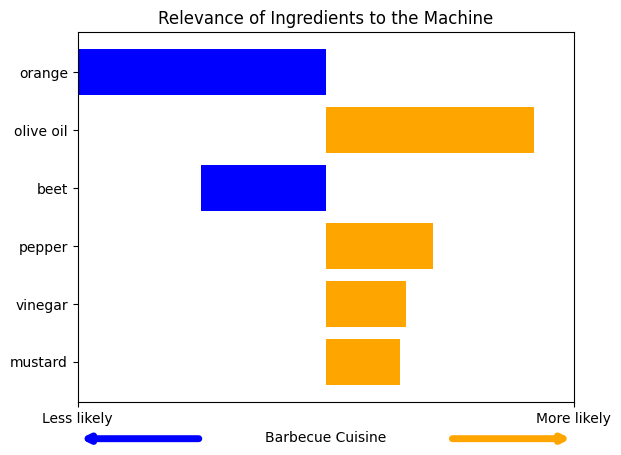 Relevance of Ingredients to the Machine
orange
olive oil
beet
pepper
vinegar
mustard
Less likely
More likely
Barbecue Cuisine